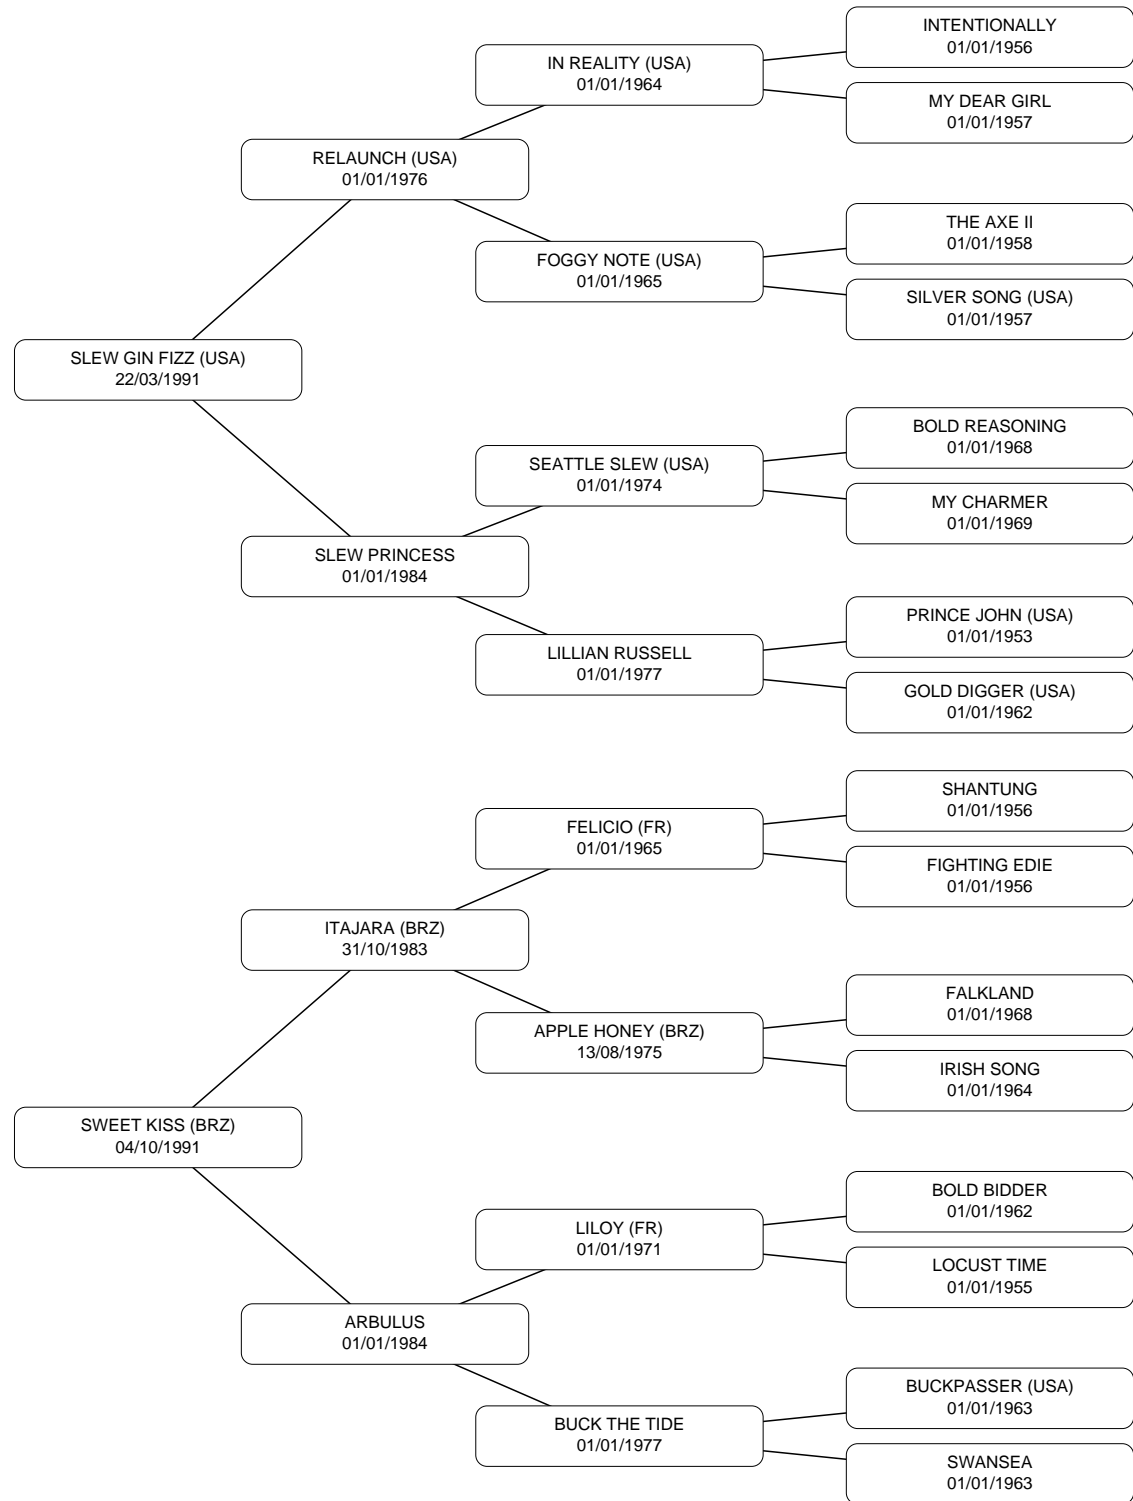 INTENTIONALLY
01/01/1956
IN REALITY (USA)
01/01/1964
MY DEAR GIRL
01/01/1957
RELAUNCH (USA)
01/01/1976
THE AXE II
01/01/1958
FOGGY NOTE (USA)
01/01/1965
SILVER SONG (USA)
01/01/1957
SLEW GIN FIZZ (USA)
22/03/1991
BOLD REASONING
01/01/1968
SEATTLE SLEW (USA)
01/01/1974
MY CHARMER
01/01/1969
SLEW PRINCESS
01/01/1984
PRINCE JOHN (USA)
01/01/1953
LILLIAN RUSSELL
01/01/1977
GOLD DIGGER (USA)
01/01/1962
SHANTUNG
01/01/1956
FELICIO (FR)
01/01/1965
FIGHTING EDIE
01/01/1956
ITAJARA (BRZ)
31/10/1983
FALKLAND
01/01/1968
APPLE HONEY (BRZ)
13/08/1975
IRISH SONG
01/01/1964
SWEET KISS (BRZ)
04/10/1991
BOLD BIDDER
01/01/1962
LILOY (FR)
01/01/1971
LOCUST TIME
01/01/1955
ARBULUS
01/01/1984
BUCKPASSER (USA)
01/01/1963
BUCK THE TIDE
01/01/1977
SWANSEA
01/01/1963